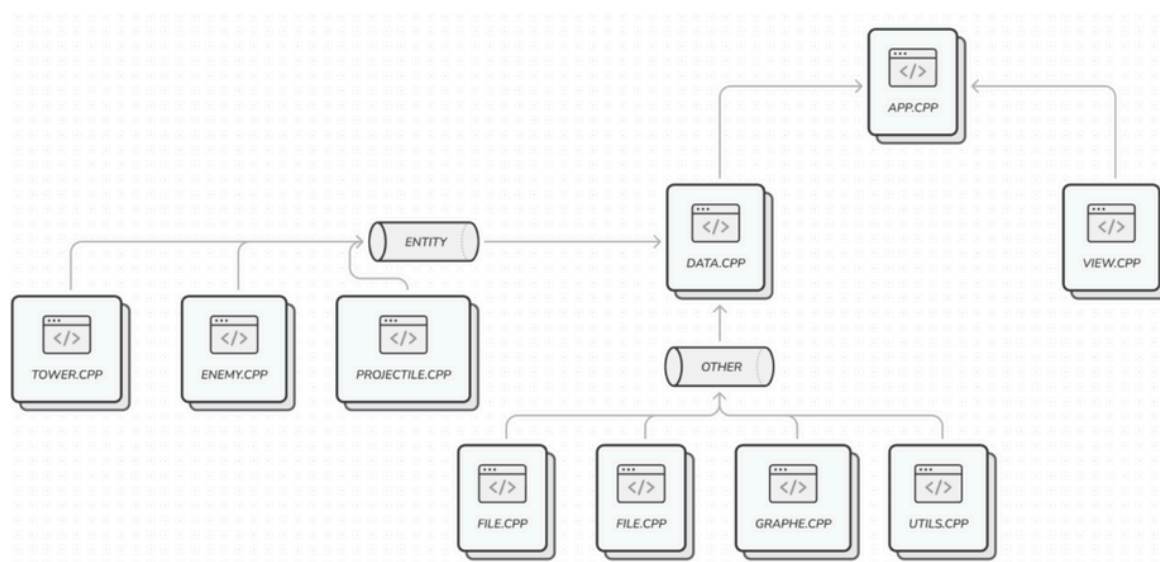 APP.CPP
ENTITY
DATA.CPP
VIEW.CPP
TOWER.CPP
ENEMY.CPP
PROJECTILE.CPP
OTHER
FILE.CPP
FILE.CPP
GRAPHE.CPP
UTILS.CPP